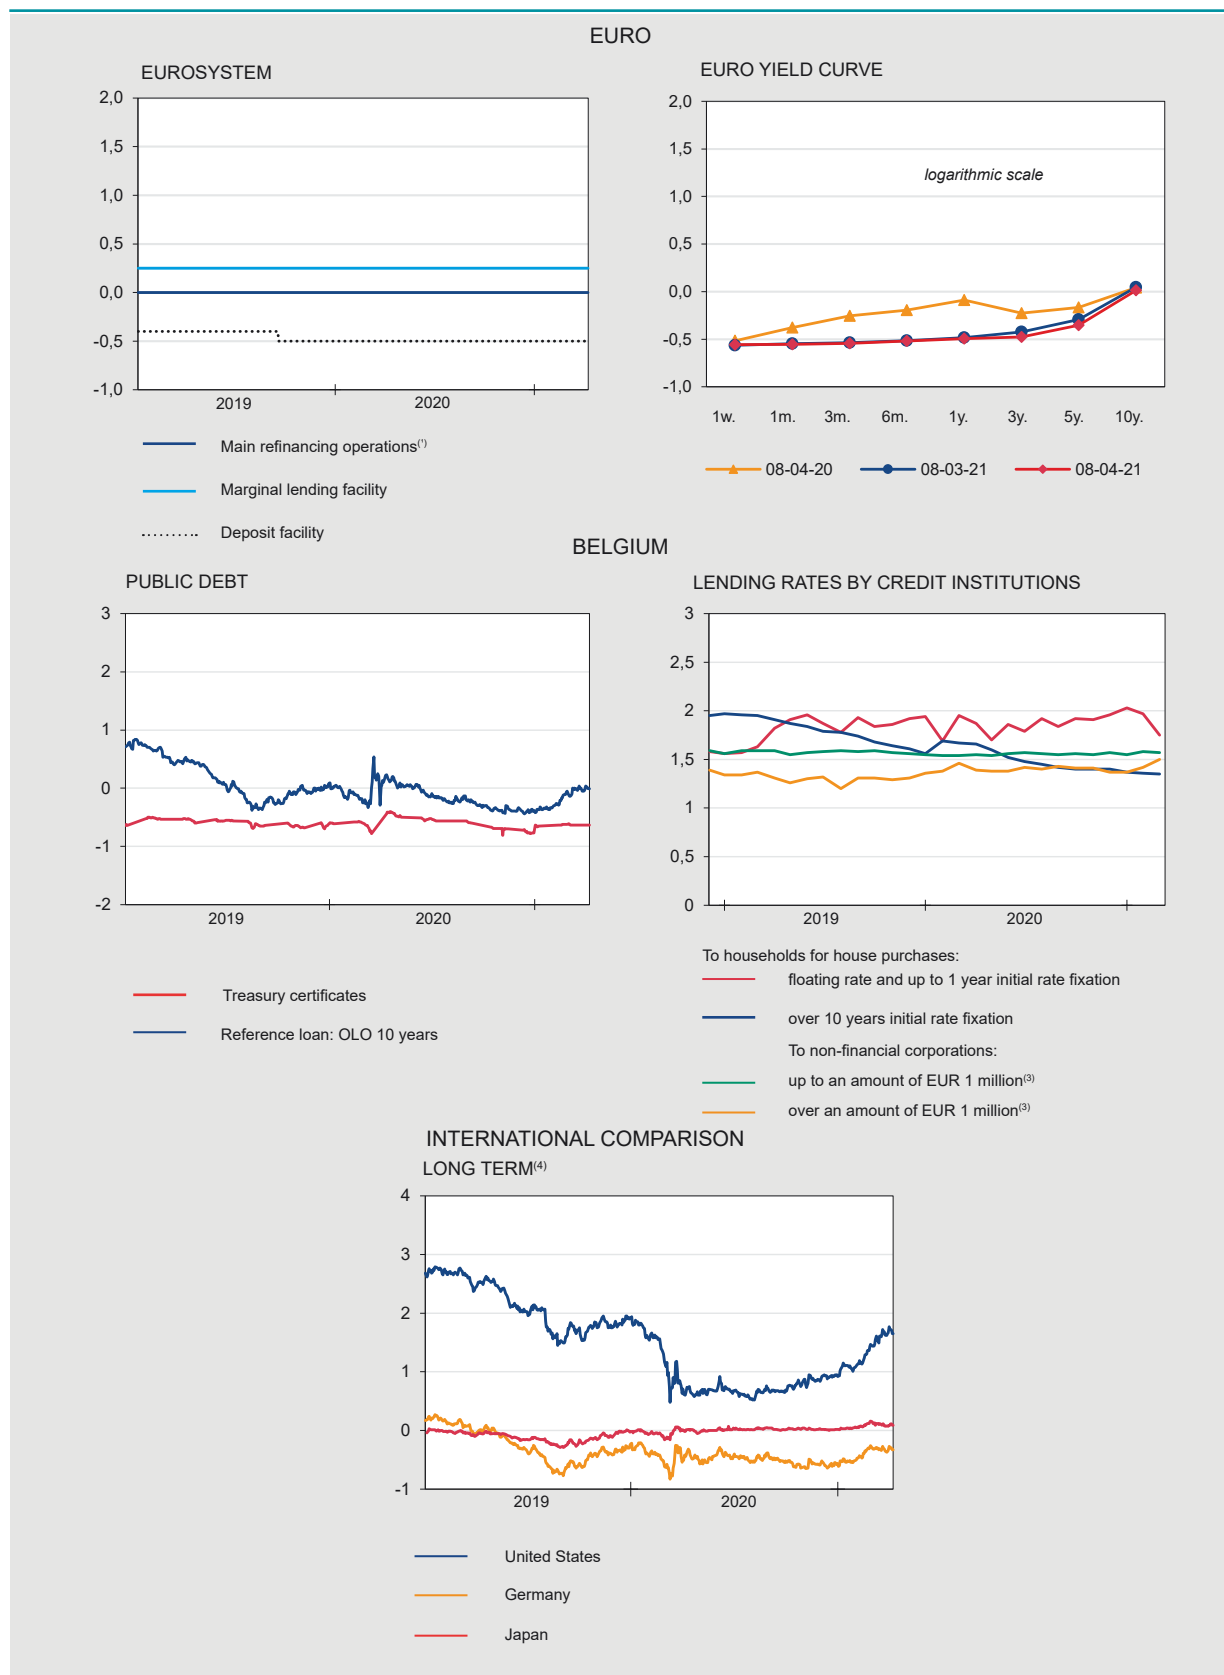 EURO
EUROSYSTEM
2,0
1,5
1,0
0,5
0,0
-0,5
-1,0
2019 2020
Main refinancing operations(¹)
Marginal lending facility
Deposit facility
EURO YIELD CURVE
2,0
1,5
1,0
0,5
0,0
-0,5
-1,0
logarithmic scale
1w. 1m. 3m. 6m. 1y. 3y. 5y. 10y.
08-04-20 08-03-21 08-04-21
BELGIUM
PUBLIC DEBT
3
2
1
0
-1
-2
2019 2020
Treasury certificates
Reference loan: OLO 10 years
LENDING RATES BY CREDIT INSTITUTIONS
3
2,5
2
1,5
1
0,5
0
2019 2020
To households for house purchases:
floating rate and up to 1 year initial rate fixation
over 10 years initial rate fixation
To non-financial corporations:
up to an amount of EUR 1 million(3)
over an amount of EUR 1 million(3)
INTERNATIONAL COMPARISON
LONG TERM(4)
4
3
2
1
0
-1
2019 2020
United States
Germany
Japan